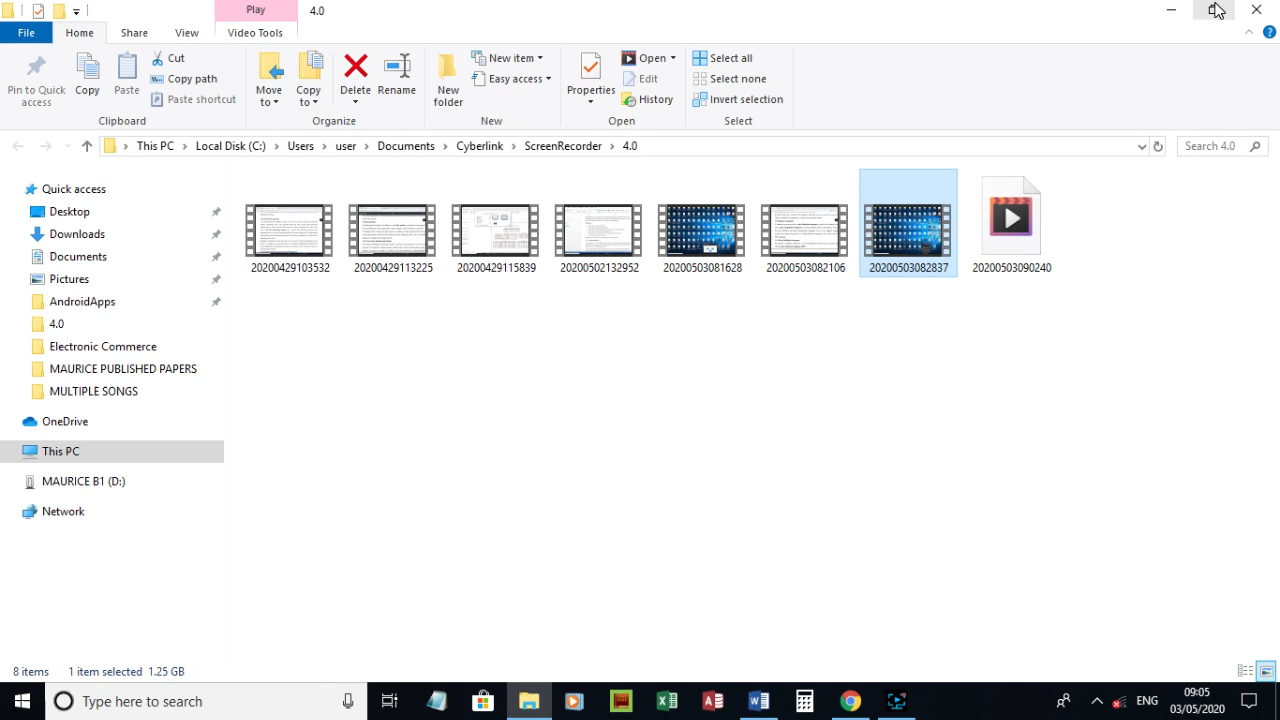 Play 4.0
File Home Share View Video Tools
Pin to Quick access
Copy
Paste
Cut
Copy path
Paste shortcut
Clipboard
Move to
Copy to
Delete
Rename
Organize
New folder
New item
Easy access
New
Properties
Open
Edit
History
Open
Select all
Select none
Invert selection
Select
This PC Local Disk (C:) Users user Documents Cyberlink ScreenRecorder 4.0
Search 4.0
Quick access
Desktop
Downloads
Documents
Pictures
AndroidApps
4.0
Electronic Commerce
MAURICE PUBLISHED PAPERS
MULTIPLE SONGS
OneDrive
This PC
MAURICE B1 (D:)
Network
20200429103532 20200429113225 20200429115839 20200502132952 20200503081628 20200503082106 20200503082837 20200503090240
8 items 1 item selected 1.25 GB
Type here to search
ENG
09:05
03/05/2020